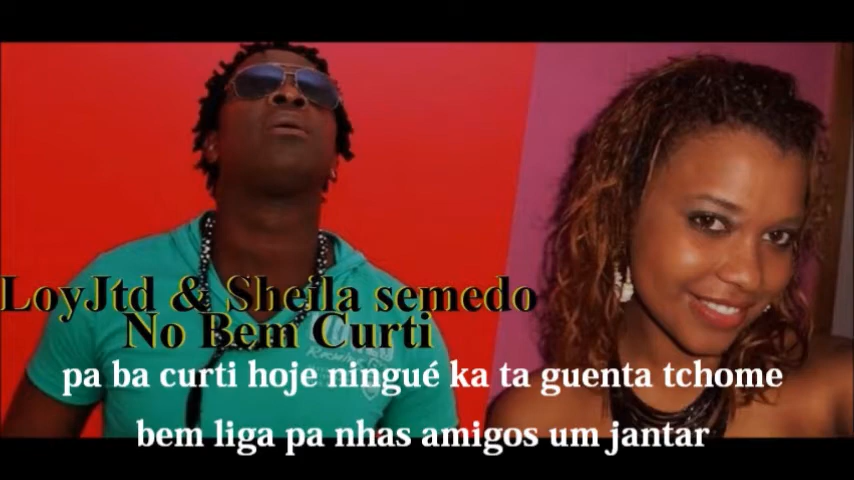 LoyJtd & Sheila semedo
No Bem Curti
pa ba curti hoje ningué ka ta guenta tchome
bem liga pa nhas amigos um jantar